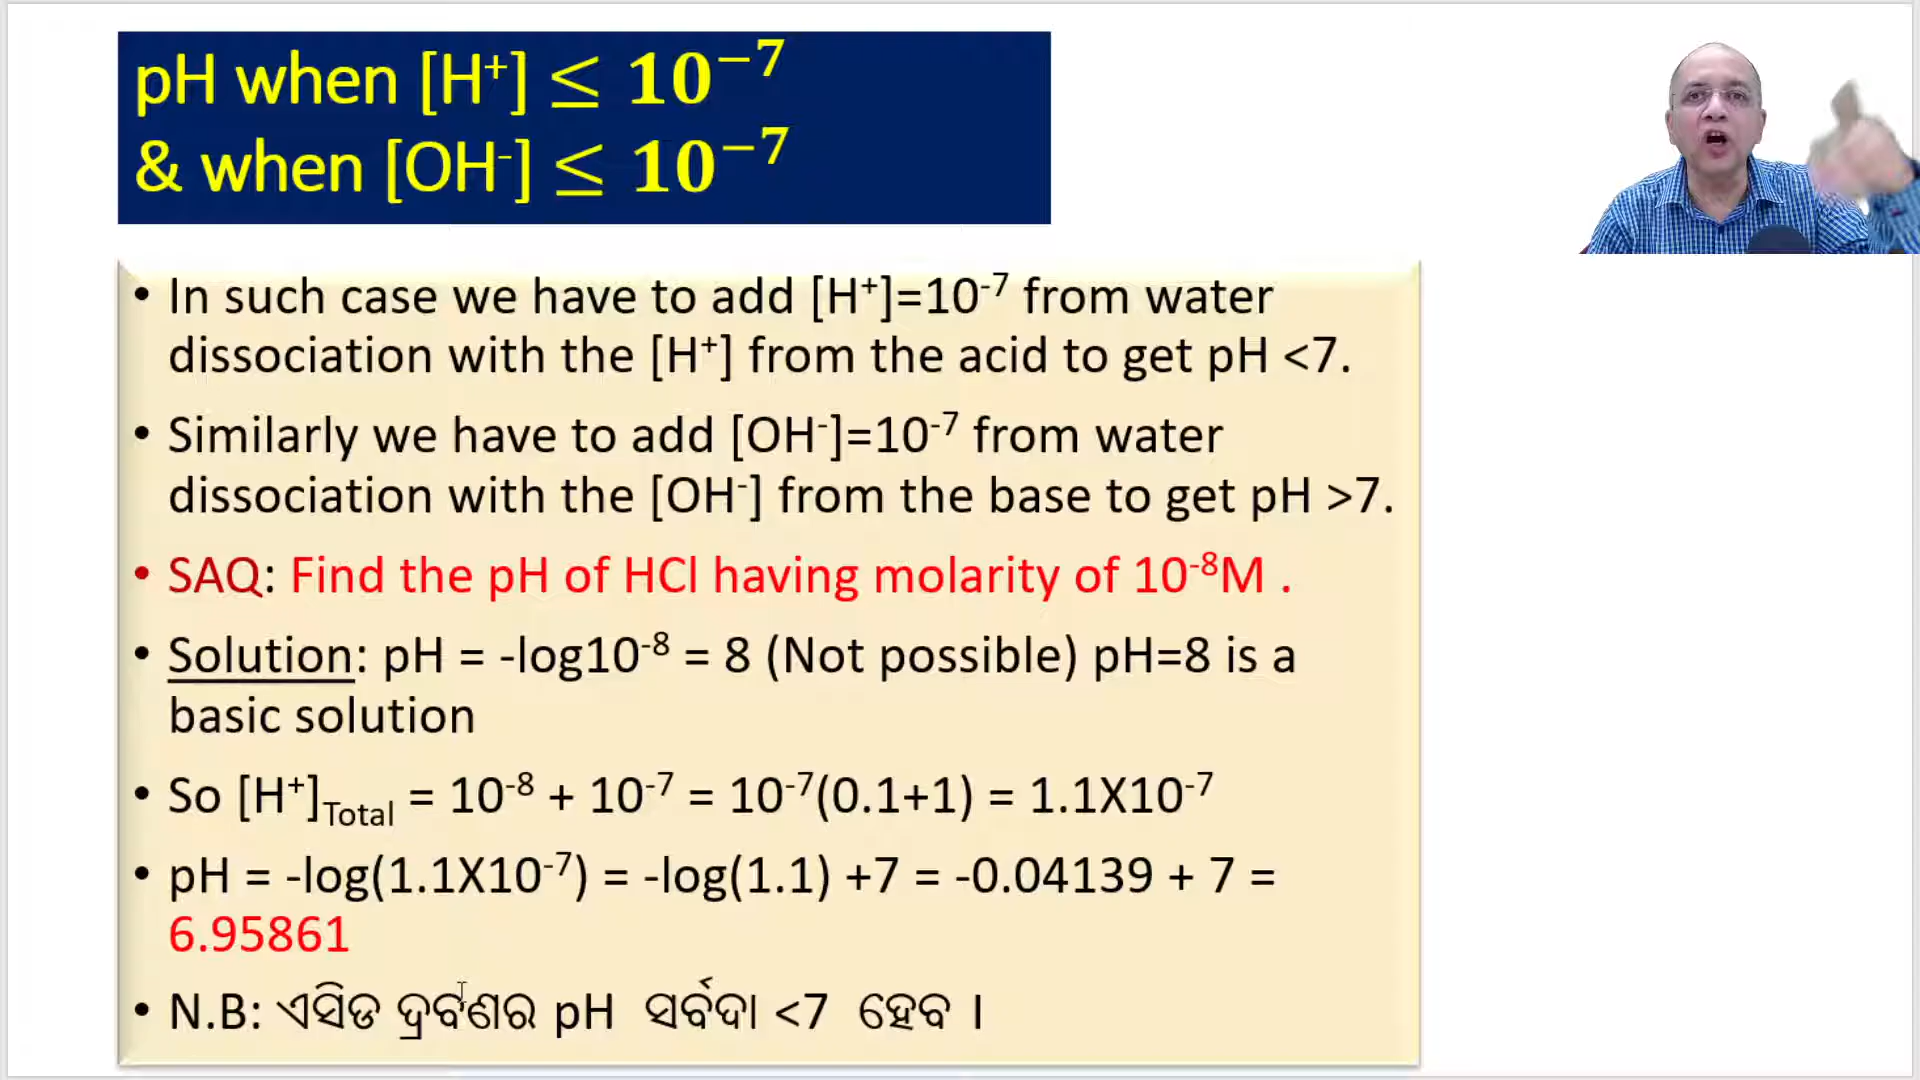 pH when [H⁺] ≤ 10⁻⁷
& when [OH⁻] ≤ 10⁻⁷
• In such case we have to add [H⁺]=10⁻⁷ from water
dissociation with the [H⁺] from the acid to get pH <7.
• Similarly we have to add [OH⁻]=10⁻⁷ from water
dissociation with the [OH⁻] from the base to get pH >7.
• SAQ: Find the pH of HCl having molarity of 10⁻⁸M .
• Solution: pH = -log10⁻⁸ = 8 (Not possible) pH=8 is a
basic solution
• So [H⁺]Total = 10⁻⁸ + 10⁻⁷ = 10⁻⁷(0.1+1) = 1.1X10⁻⁷
• pH = -log(1.1X10⁻⁷) = -log(1.1) +7 = -0.04139 + 7 =
6.95861
• N.B: ଏସିଡ ଦ୍ରବଣର pH ସର୍ବଦା <7 ହେବ ।